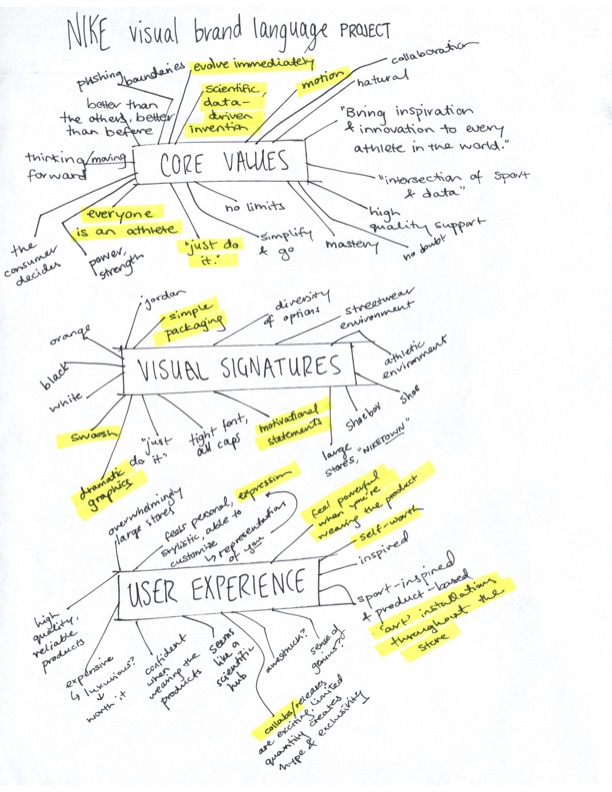 NIKE visual brand language PROJECT
pushing boundaries
evolve immediately
scientific,
data-
driven
invention
motion
collaboration
natural
better than
the others, better
than before
"Bring inspiration
& innovation to every
athlete in the world."
thinking/moving
forward
CORE VALUES
"intersection of sport
& data"
everyone
is an athlete
no limits
high
quality support
the
consumer
decides
power,
strength
"just do
it."
simplify
& go
mastery
no doubt
jordan
simple
packaging
diversity
of options
streetwear
environment
orange
black
white
VISUAL SIGNATURES
athletic
environment
swoosh
dramatic
graphics
"just
do it"
tight font,
all caps
motivational
statements
large
stores, "NIKETOWN"
shoebox
shoe
overwhelmingly
large stores
feels personal, expression
stylistic, able to
customize
↳ representation
of you
feel powerful
when you're
wearing the product
self-worth
USER EXPERIENCE
inspired
sport-inspired
& product-based
"art" installations
throughout the
store
high
quality,
reliable
products
expensive
↳ luxurious?
↓
worth it
confident
when
wearing the
products
seems
like a
scientific
hub
awestruck?
sense of
genius?
collabs/releases
are exciting, limited
quantity creates
hype & exclusivity